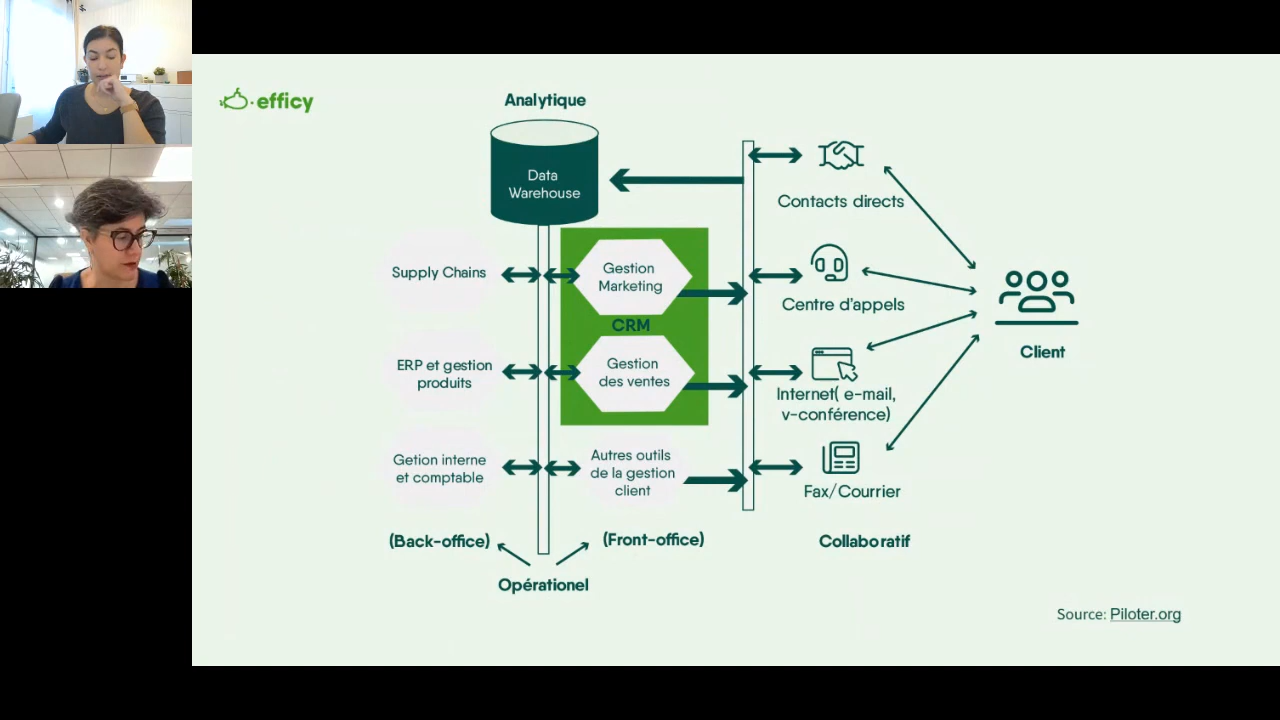 efficy
Analytique
Data
Warehouse
Contacts directs
Supply Chains
Gestion
Marketing
Centre d'appels
CRM
Client
ERP et gestion
produits
Gestion
des ventes
Internet( e-mail,
v-conférence)
Getion interne
et comptable
Autres outils
de la gestion
client
Fax/Courrier
(Back-office)
(Front-office)
Collaboratif
Opérationel
Source: Piloter.org